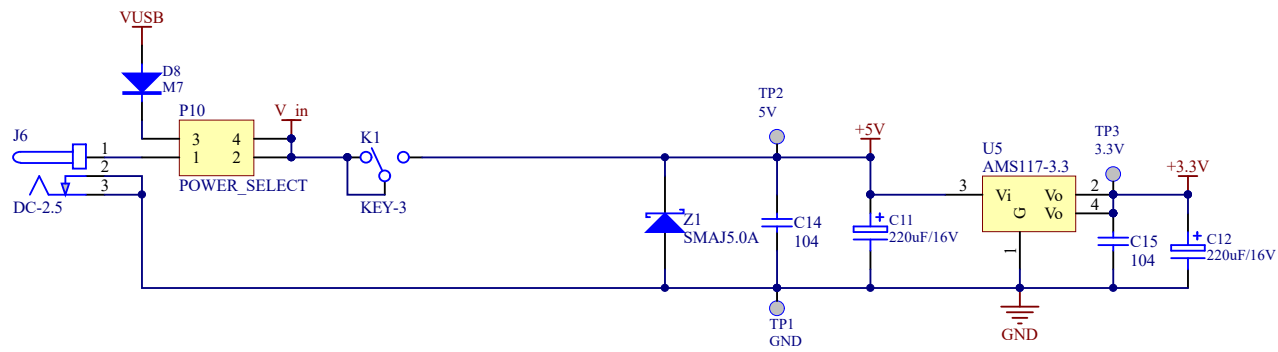 VUSB
D8
M7
P10
V_in
3 4
1 2
POWER_SELECT
J6
1
2
3
DC-2.5
K1
KEY-3
Z1
SMAJ5.0A
TP2
5V
C14
104
TP1
GND
+5V
C11
+
220uF/16V
U5
AMS117-3.3
3
Vi
Vo
Vo
G
2
4
1
TP3
3.3V
+3.3V
C15
104
+
C12
220uF/16V
GND